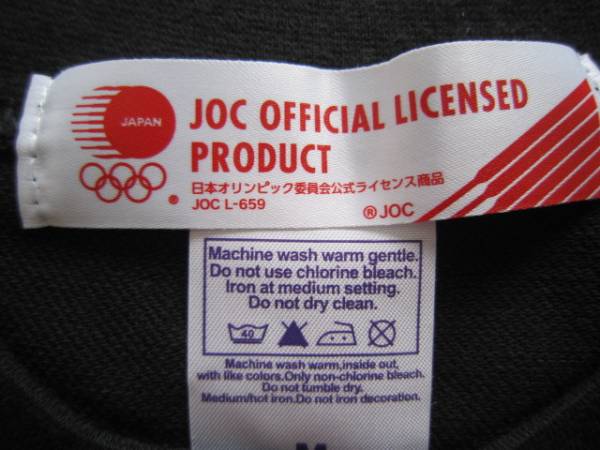 JAPAN
JOC OFFICIAL LICENSED
PRODUCT
日本オリンピック委員会公式ライセンス商品
JOC L-659
®JOC
®
Machine wash warm gentle.
Do not use chlorine bleach.
Iron at medium setting.
Do not dry clean.
40
Machine wash warm,inside out,
with like colors.Only non-chlorine bleach.
Do not tumble dry.
Medium/hot iron.Do not iron decoration.
M